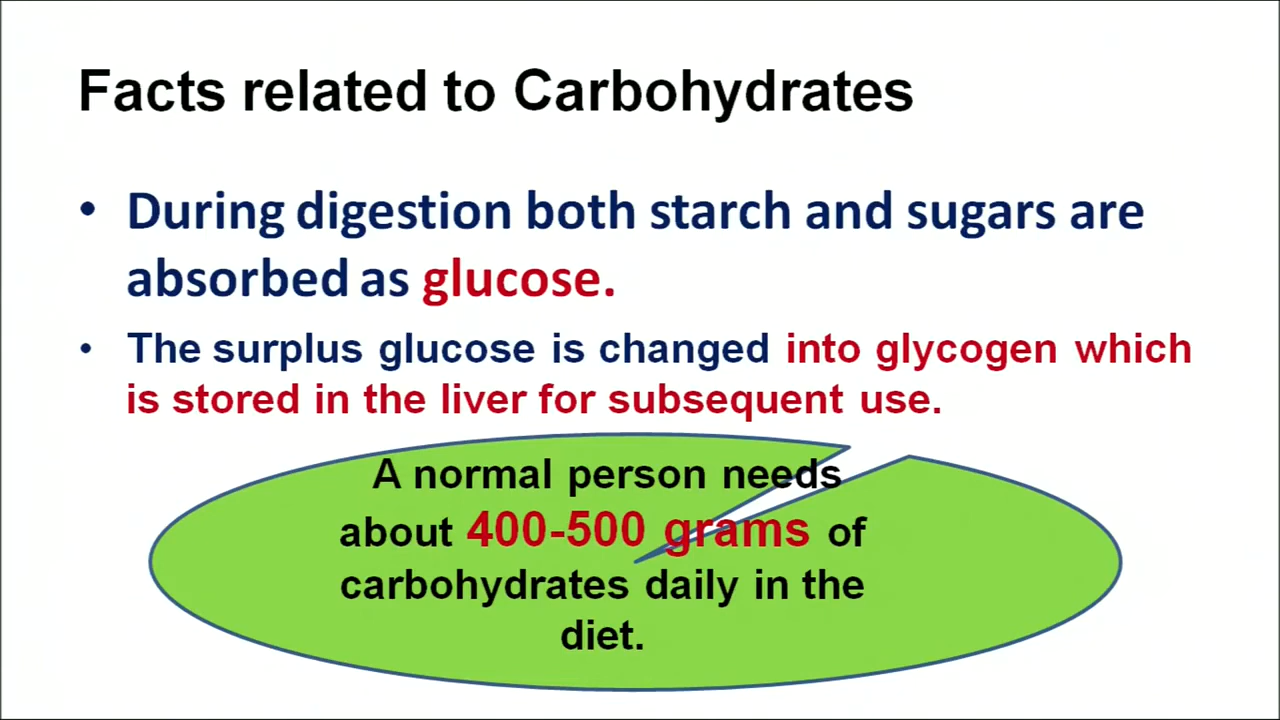 Facts related to Carbohydrates
• During digestion both starch and sugars are
absorbed as glucose.
• The surplus glucose is changed into glycogen which
is stored in the liver for subsequent use.
A normal person needs
about 400-500 grams of
carbohydrates daily in the
diet.